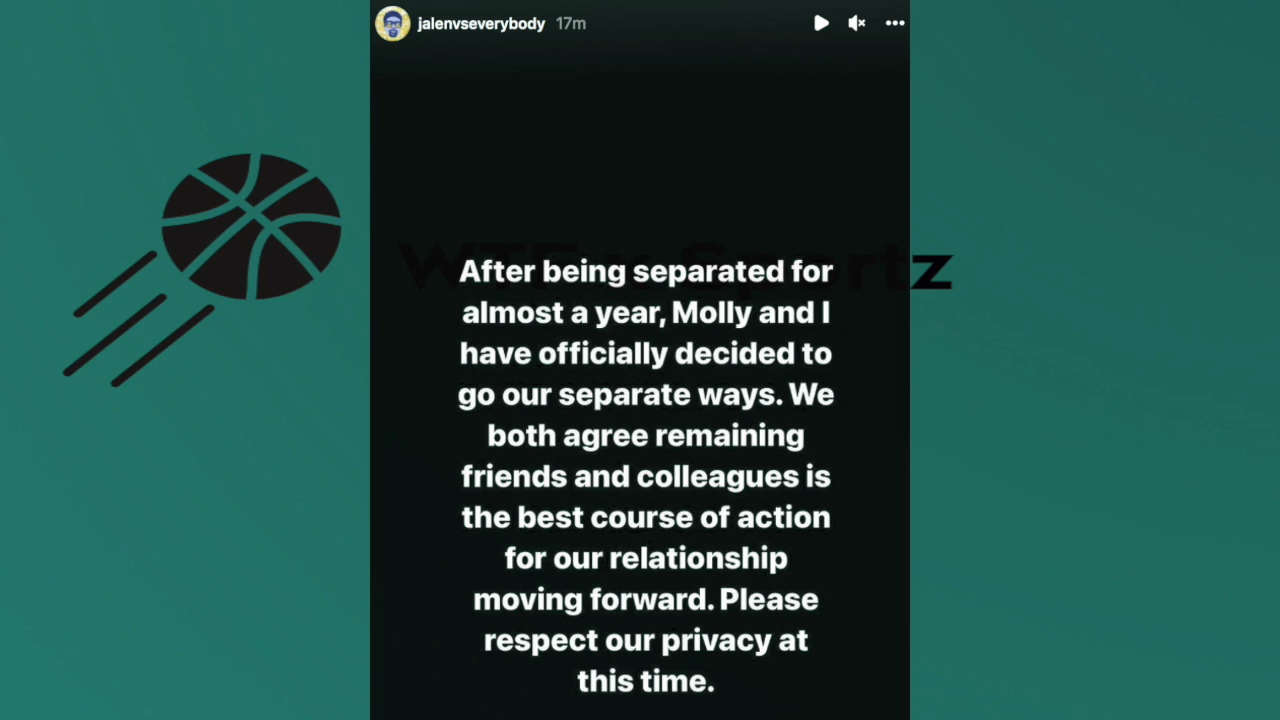 jalenvseverybody 17m
WTF x Sportz
After being separated for
almost a year, Molly and I
have officially decided to
go our separate ways. We
both agree remaining
friends and colleagues is
the best course of action
for our relationship
moving forward. Please
respect our privacy at
this time.